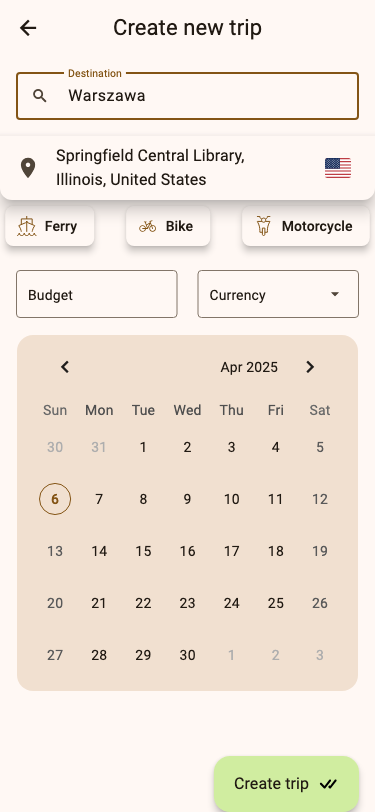 Create new trip
Destination
Warszawa
Springfield Central Library,
Illinois, United States
Ferry Bike Motorcycle
Budget Currency
Apr 2025
Sun Mon Tue Wed Thu Fri Sat
30 31 1 2 3 4 5
6 7 8 9 10 11 12
13 14 15 16 17 18 19
20 21 22 23 24 25 26
27 28 29 30 1 2 3
Create trip